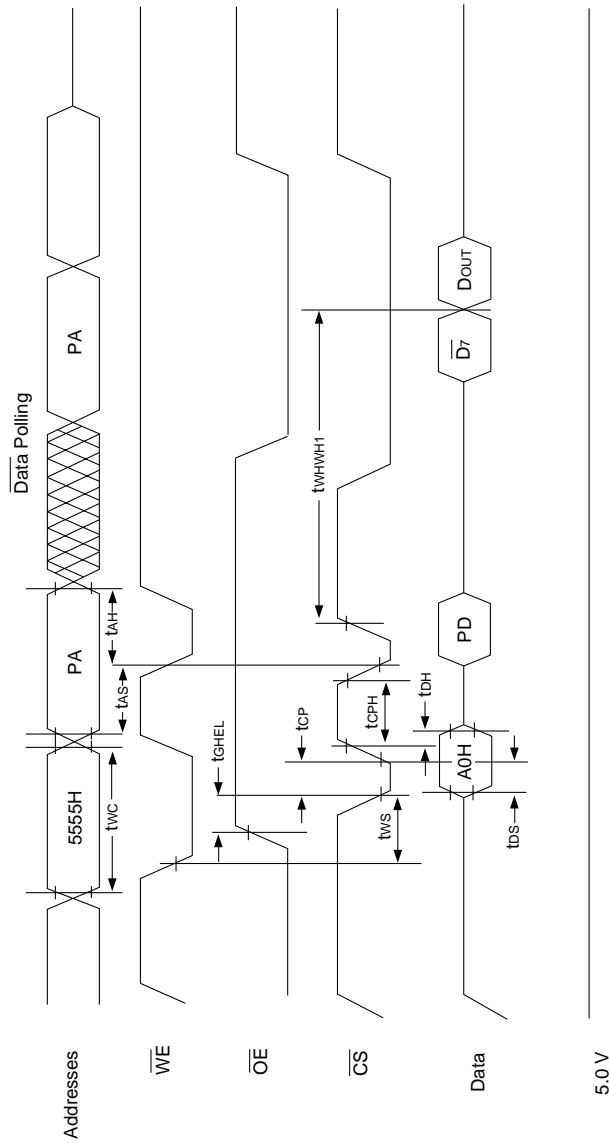 Data Polling
Addresses
5555H
PA
PA
tWC
tAS
tAH
WE
OE
tGHEL
CS
tWS
tCP
tCPH
tWHWH1
tDH
Data
A0H
PD
D7
DOUT
tDS
5.0 V